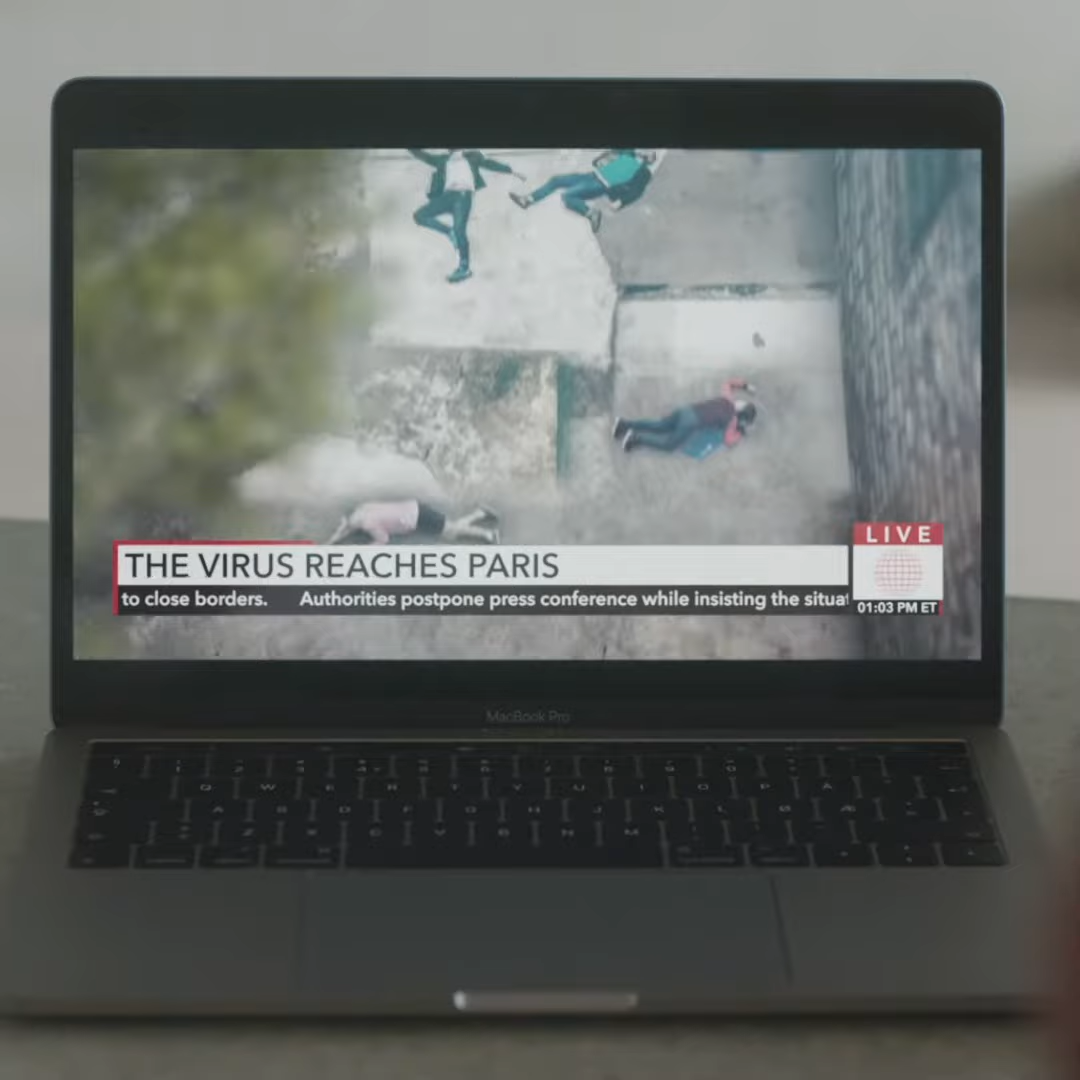 THE VIRUS REACHES PARIS
to close borders. Authorities postpone press conference while insisting the situat
LIVE
01:03 PM ET
MacBook Pro
Q W E R T Y U I O P Å
A S D F G H J K L Ø Æ
Z X C V B N M